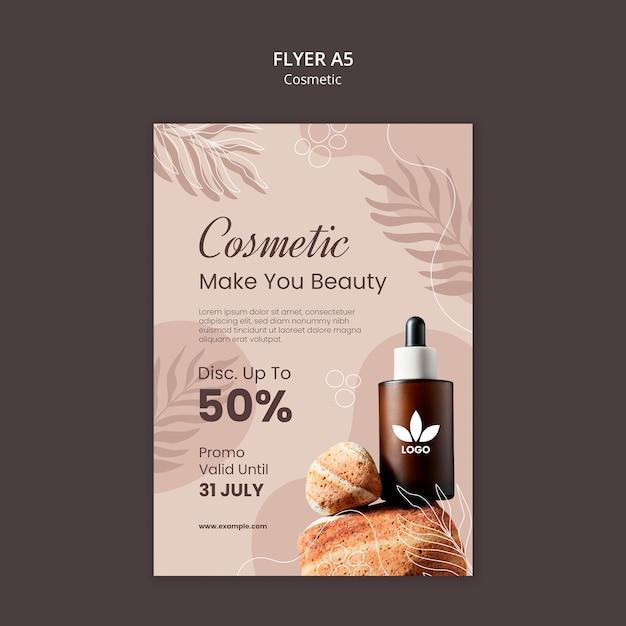 FLYER A5
Cosmetic
Cosmetic
Make You Beauty
Lorem ipsum dolor sit amet, consectetuer
adipiscing elit, sed diam nonummy nibh
euismod tincidunt ut laoreet dolore magna
aliquam erat volutpat
Disc. Up To
50%
LOGO
Promo
Valid Until
31 JULY
www.example.com